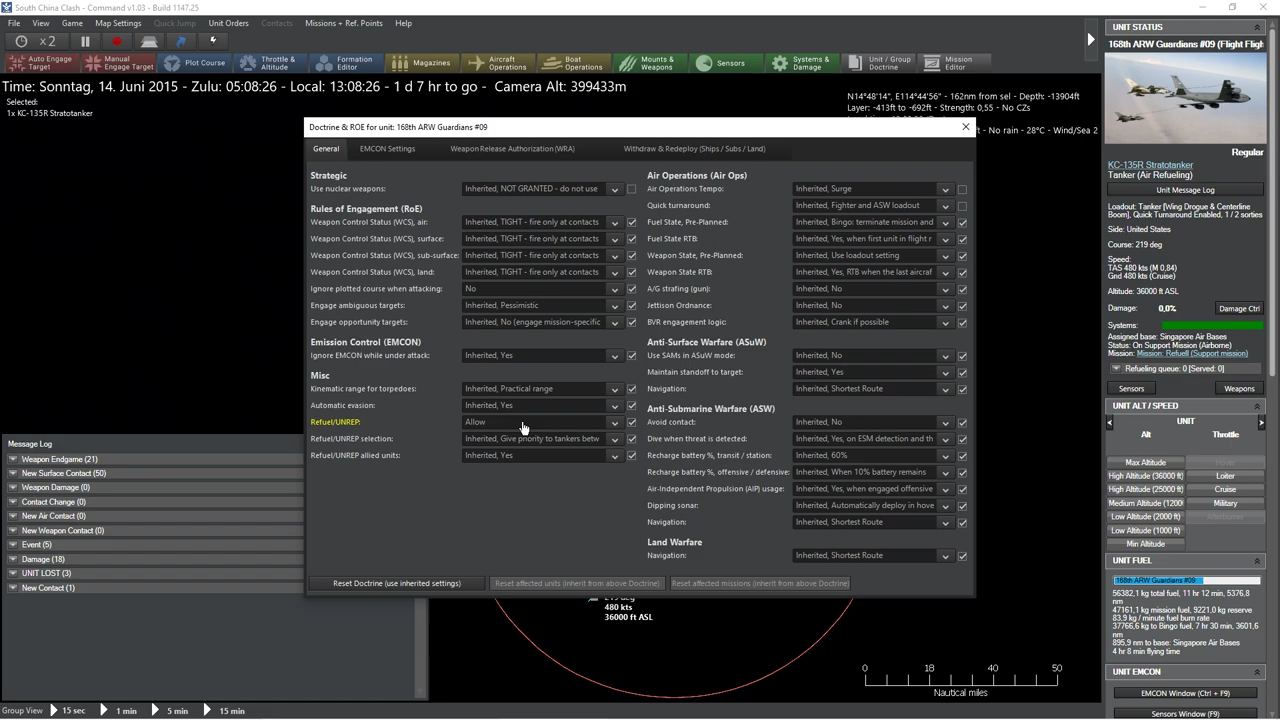 South China Clash - Command v1.03 - Build 1147.25
File View Game Map Settings Quick Jump Unit Orders Contacts Missions + Ref. Points Help
x 2
Auto Engage Target Manual Engage Target Plot Course Throttle & Altitude Formation Editor Magazines Aircraft Operations Boat Operations Mounts & Weapons Sensors Systems & Damage Unit / Group Doctrine Mission Editor
Time: Sonntag, 14. Juni 2015 - Zulu: 05:08:26 - Local: 13:08:26 - 1 d 7 hr to go - Camera Alt: 399433m
Selected:
1x KC-135R Stratotanker
N14°48'14", E114°44'56" - 162nm from sel - Depth: -13904ft
Layer: -413ft to -692ft - Strength: 0,55 - No CZs
- 28°C - No rain - 28% - Wind/Sea 2
Doctrine & ROE for unit: 168th ARW Guardians #09
General EMCON Settings Weapon Release Authorization (WRA) Withdraw & Redeploy (Ships / Subs / Land)
Strategic
Use nuclear weapons: Inherited, NOT GRANTED - do not use
Rules of Engagement (RoE)
Weapon Control Status (WCS), air: Inherited, TIGHT - fire only at contacts
Weapon Control Status (WCS), surface: Inherited, TIGHT - fire only at contacts
Weapon Control Status (WCS), sub-surface: Inherited, TIGHT - fire only at contacts
Weapon Control Status (WCS), land: Inherited, TIGHT - fire only at contacts
Ignore plotted course when attacking: No
Engage ambiguous targets: Inherited, Pessimistic
Engage opportunity targets: Inherited, No (engage mission-specific
Emission Control (EMCON)
Ignore EMCON while under attack: Inherited, Yes
Misc
Kinematic range for torpedoes: Inherited, Practical range
Automatic evasion: Inherited, Yes
Refuel/UNREP: Allow
Refuel/UNREP selection: Inherited, Give priority to tankers betw
Refuel/UNREP allied units: Inherited, Yes
Air Operations (Air Ops)
Air Operations Tempo: Inherited, Surge
Quick turnaround: Inherited, Fighter and ASW loadout
Fuel State, Pre-Planned: Inherited, Bingo: terminate mission and
Fuel State RTB: Inherited, Yes, when first unit in flight r
Weapon State, Pre-Planned: Inherited, Use loadout setting
Weapon State RTB: Inherited, Yes, RTB when the last aircraf
A/G strafing (gun): Inherited, No
Jettison Ordnance: Inherited, No
BVR engagement logic: Inherited, Crank if possible
Anti-Surface Warfare (ASuW)
Use SAMs in ASuW mode: Inherited, No
Maintain standoff to target: Inherited, Yes
Navigation: Inherited, Shortest Route
Anti-Submarine Warfare (ASW)
Avoid contact: Inherited, No
Dive when threat is detected: Inherited, Yes, on ESM detection and th
Recharge battery %, transit / station: Inherited, 60%
Recharge battery %, offensive / defensive: Inherited, When 10% battery remains
Air-Independent Propulsion (AIP) usage: Inherited, Yes, when engaged offensive
Dipping sonar: Inherited, Automatically deploy in hove
Navigation: Inherited, Shortest Route
Land Warfare
Navigation: Inherited, Shortest Route
Reset Doctrine (use inherited settings) Reset affected units (inherit from above Doctrine) Reset affected missions (inherit from above Doctrine)
219 deg
480 kts
36000 ft ASL
0 18 40 50
Nautical miles
Message Log
Weapon Endgame (21)
New Surface Contact (50)
Weapon Damage (0)
Contact Change (0)
New Air Contact (0)
New Weapon Contact (0)
Event (5)
Damage (18)
UNIT LOST (3)
New Contact (1)
Group View 15 sec 1 min 5 min 15 min
UNIT STATUS
168th ARW Guardians #09 (Flight Fligh
Regular
KC-135R Stratotanker
Tanker (Air Refueling)
Unit Message Log
Loadout: Tanker [Wing Drogue & Centerline
Boom], Quick Turnaround Enabled, 1 / 2 sorties
Side: United States
Course: 219 deg
Speed:
TAS 480 kts (M 0,84)
Gnd 480 kts (Cruise)
Altitude: 36000 ft ASL
Damage: 0,0% Damage Ctrl
Systems:
Assigned base: Singapore Air Bases
Status: On Support Mission (Airborne)
Mission: Mission: Refuell (Support mission)
Refueling queue: 0 [Served: 0]
Sensors Weapons
UNIT ALT / SPEED
UNIT
Alt Throttle
Max Altitude
High Altitude (36000 ft) Loiter
High Altitude (25000 ft) Cruise
Medium Altitude (1200 Military
Low Altitude (2000 ft) Afterburner
Low Altitude (1000 ft)
Min Altitude
UNIT FUEL
168th ARW Guardians #09
56382,1 kg total fuel, 11 hr 12 min, 5376,8
nm
47161,1 kg mission fuel, 9221,0 kg reserve
83,9 kg / minute fuel burn rate
37766,6 kg to Bingo fuel, 7 hr 30 min, 3601,6
nm
895,9 nm to base: Singapore Air Bases
4 hr 8 min flying time
UNIT EMCON
EMCON Window (Ctrl + F9)
Sensors Window (F9)